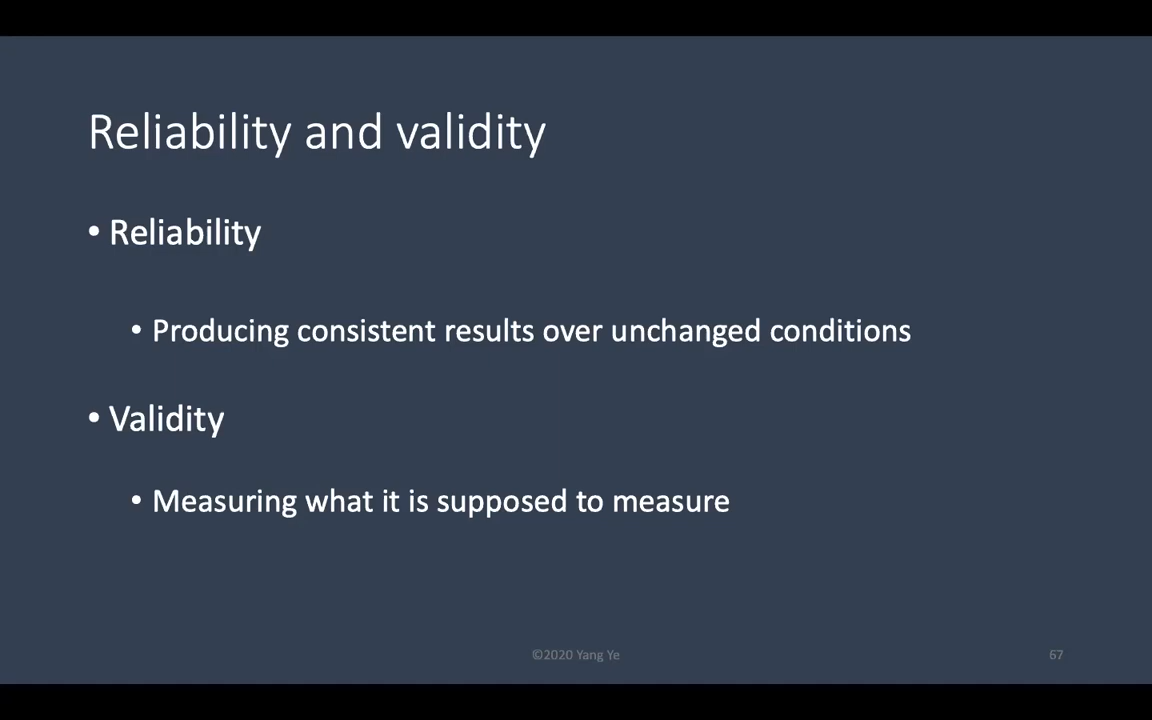 Reliability and validity
• Reliability
• Producing consistent results over unchanged conditions
• Validity
• Measuring what it is supposed to measure
©2020 Yang Ye
67